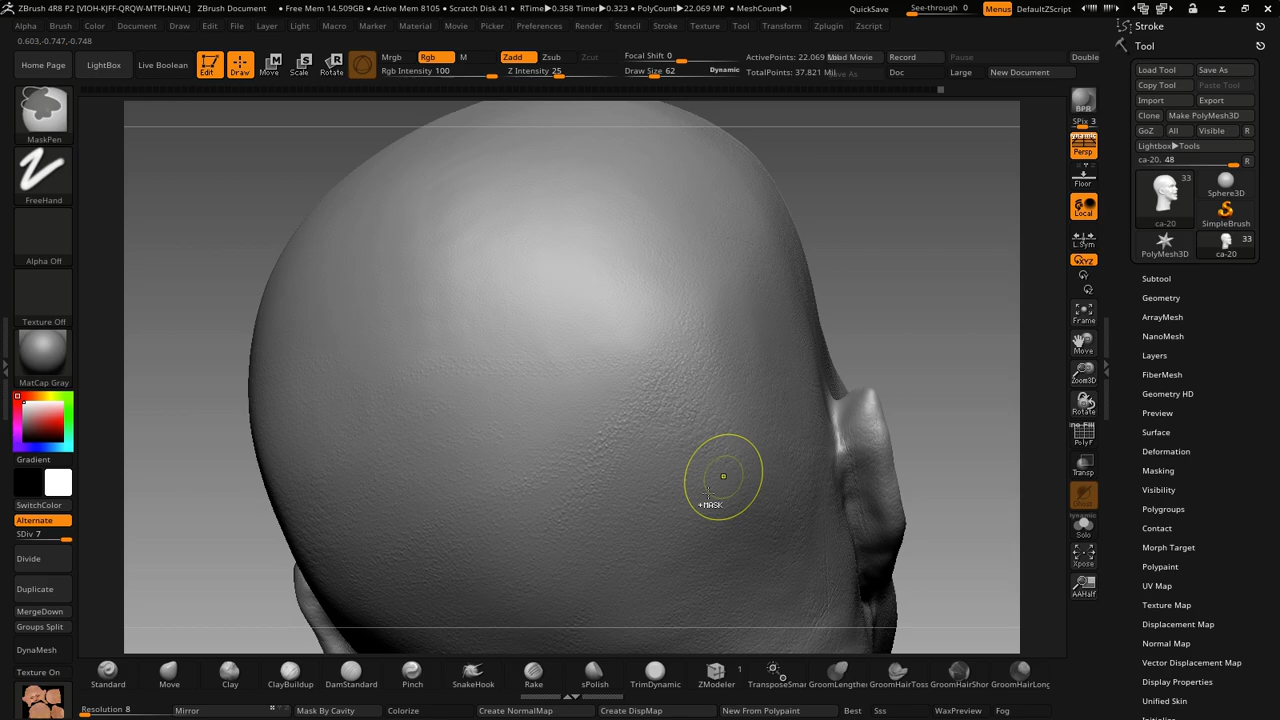 ZBrush 4R8 P2 [VIOH-KJFF-QRQW-MTPI-NHVL]   ZBrush Document   • Free Mem 14.509GB • Active Mem 8105 • Scratch Disk 41 • RTime▶0.358 Timer▶0.323 • PolyCount▶22.069 MP • MeshCount▶1   QuickSave   See-through 0   Menus   DefaultZScript
Alpha   Brush   Color   Document   Draw   Edit   File   Layer   Light   Macro   Marker   Material   Movie   Picker   Preferences   Render   Stencil   Stroke   Texture   Tool   Transform   Zplugin   Zscript
0.603,-0.747,-0.748
Home Page   LightBox   Live Boolean   Edit   Draw   Move   Scale   Rotate
Mrgb   Rgb   M   Zadd   Zsub   Zcut   Focal Shift 0   ActivePoints: 22.069   Load Movie   Record   Pause   Double
Rgb Intensity 100   Z Intensity 25   Draw Size 62   Dynamic   TotalPoints: 37.821 Mil   Save As   Doc   Large   New Document
MaskPen
FreeHand
Alpha Off
Texture Off
MatCap Gray
Gradient
SwitchColor
Alternate
SDiv 7
Divide
Duplicate
MergeDown
Groups Split
DynaMesh
Texture On
+MASK
BPR
SPix 3
Dynamic
Persp
Floor
Local
L.Sym
XYZ
Frame
Move
Zoom3D
Rotate
PolyF
Transp
Ghost
Dynamic
Solo
Xpose
AAHalf
Stroke
Tool
Load Tool   Save As
Copy Tool   Paste Tool
Import   Export
Clone   Make PolyMesh3D
GoZ   All   Visible   R
Lightbox▶Tools
ca-20. 48   R
33
ca-20   Sphere3D
SimpleBrush
PolyMesh3D   33   ca-20
Subtool
Geometry
ArrayMesh
NanoMesh
Layers
FiberMesh
Geometry HD
Preview
Surface
Deformation
Masking
Visibility
Polygroups
Contact
Morph Target
Polypaint
UV Map
Texture Map
Displacement Map
Normal Map
Vector Displacement Map
Display Properties
Unified Skin
Standard   Move   Clay   ClayBuildup   DamStandard   Pinch   SnakeHook   Rake   sPolish   TrimDynamic   ZModeler   1   TransposeSmar   GroomLengthen   GroomHairToss   GroomHairShor   GroomHairLong
Resolution 8   Mirror   Mask By Cavity   Colorize   Create NormalMap   Create DispMap   New From Polypaint   Best   Sss   WaxPreview   Fog